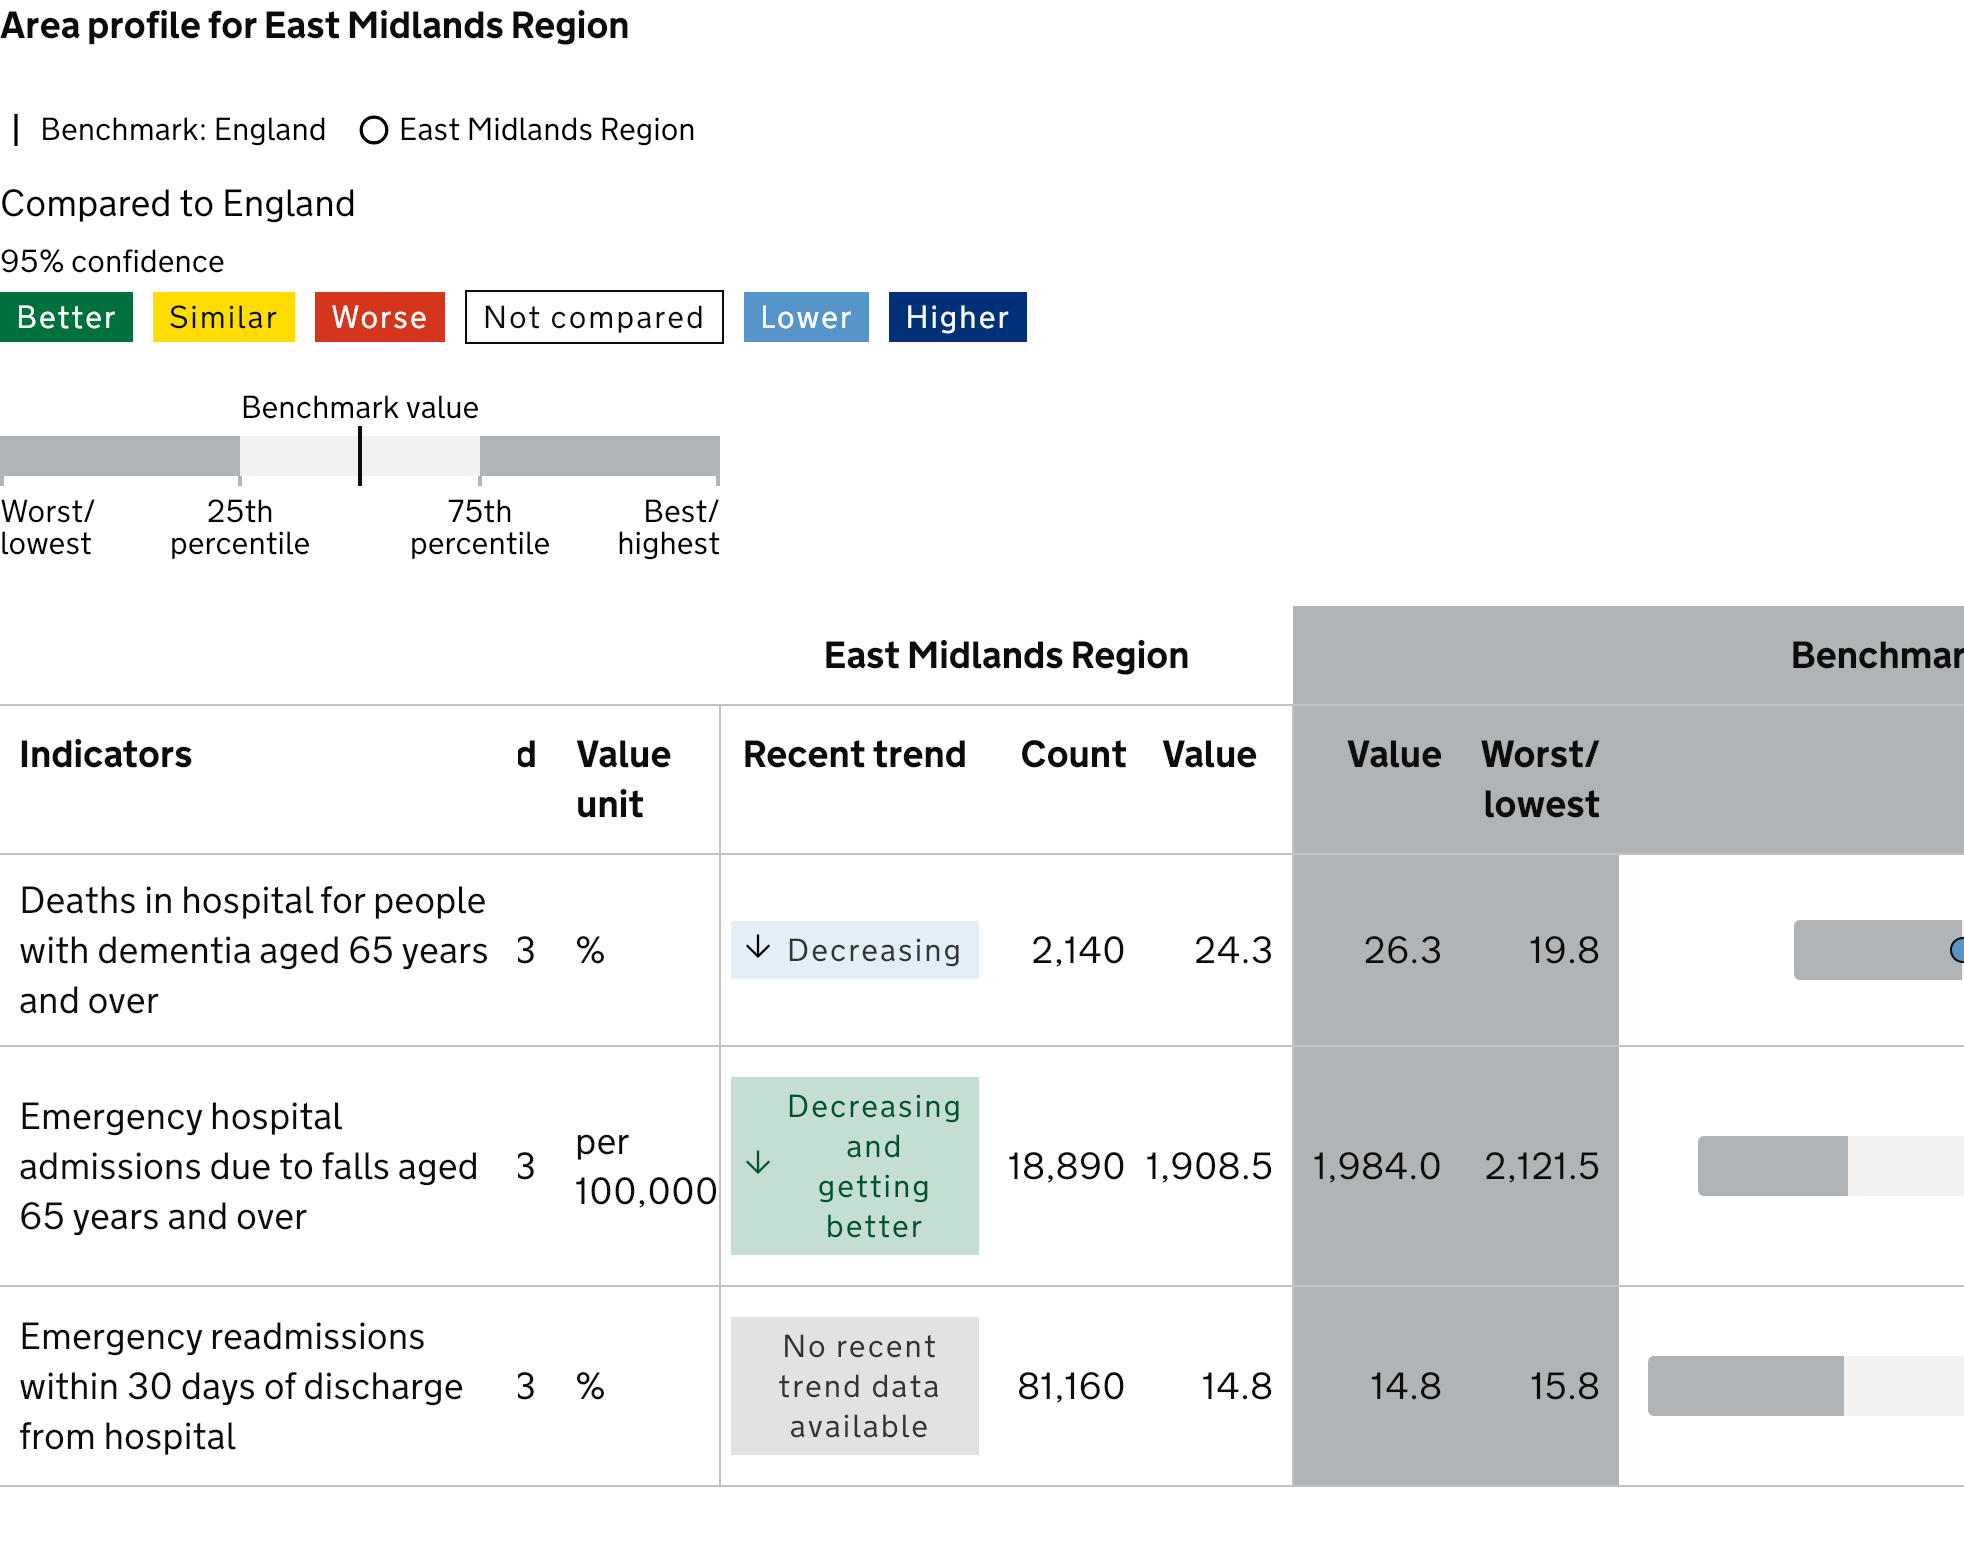 Area profile for East Midlands Region
Benchmark: England East Midlands Region
Compared to England
95% confidence
Better Similar Worse Not compared Lower Higher
Benchmark value
Worst/ 25th 75th Best/
lowest percentile percentile highest
East Midlands Region Benchmar
Indicators d Value Recent trend Count Value Value Worst/
unit lowest
Deaths in hospital for people
with dementia aged 65 years 3 % Decreasing 2,140 24.3 26.3 19.8
and over
Decreasing
Emergency hospital per and
admissions due to falls aged 3 18,890 1,908.5 1,984.0 2,121.5
100,000 getting
65 years and over better
Emergency readmissions No recent
within 30 days of discharge 3 % trend data 81,160 14.8 14.8 15.8
from hospital available